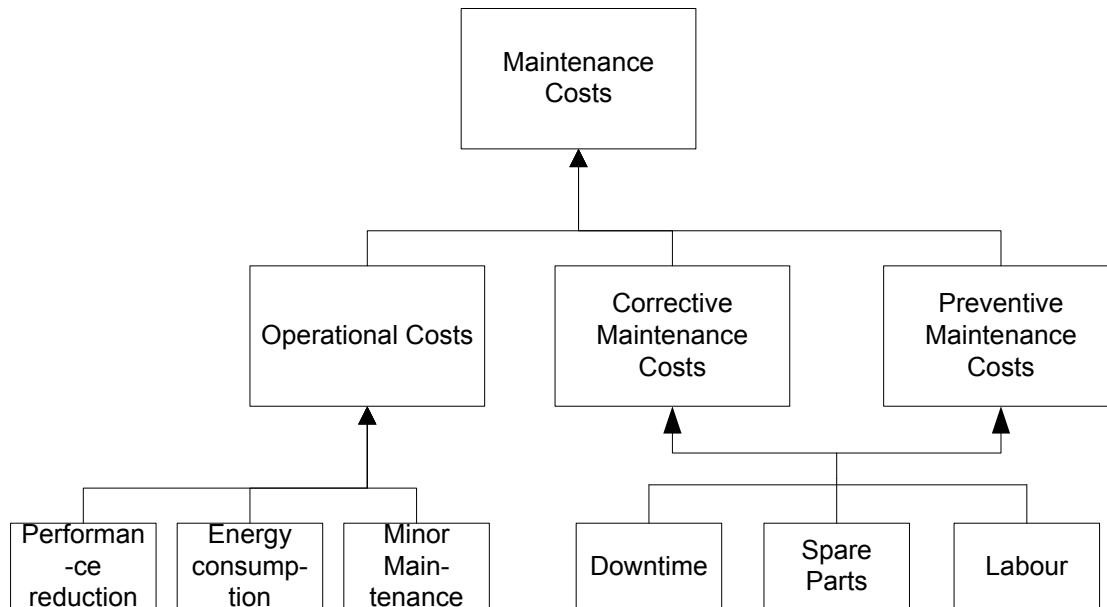 Maintenance
Costs
Operational Costs
Corrective
Maintenance
Costs
Preventive
Maintenance
Costs
Performan
-ce
reduction
Energy
consump-
tion
Minor
Main-
tenance
Downtime
Spare
Parts
Labour